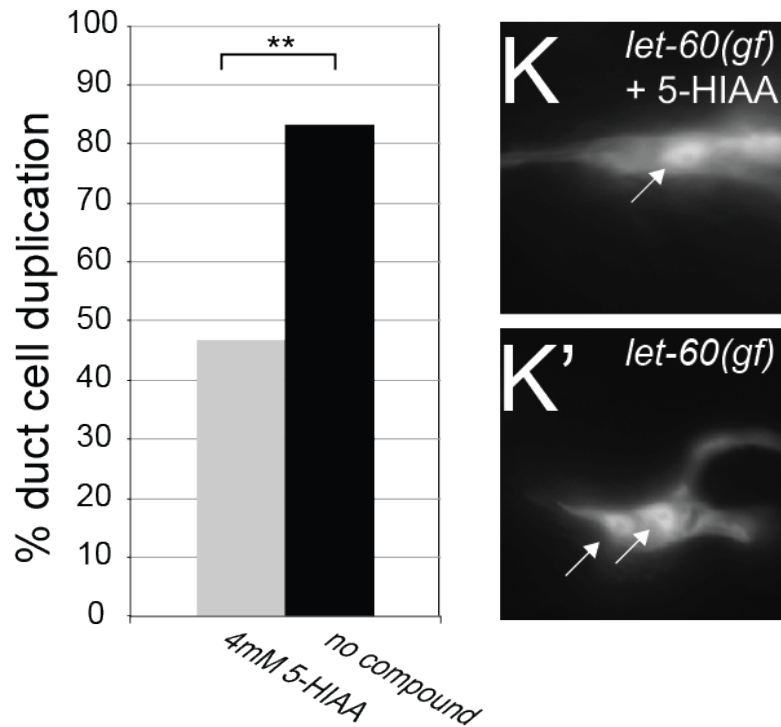 % duct cell duplication
100
90
80
70
60
50
40
30
20
10
0
**
4mM 5-HIAA
no compound
K
let-60(gf)
+ 5-HIAA
K’
let-60(gf)